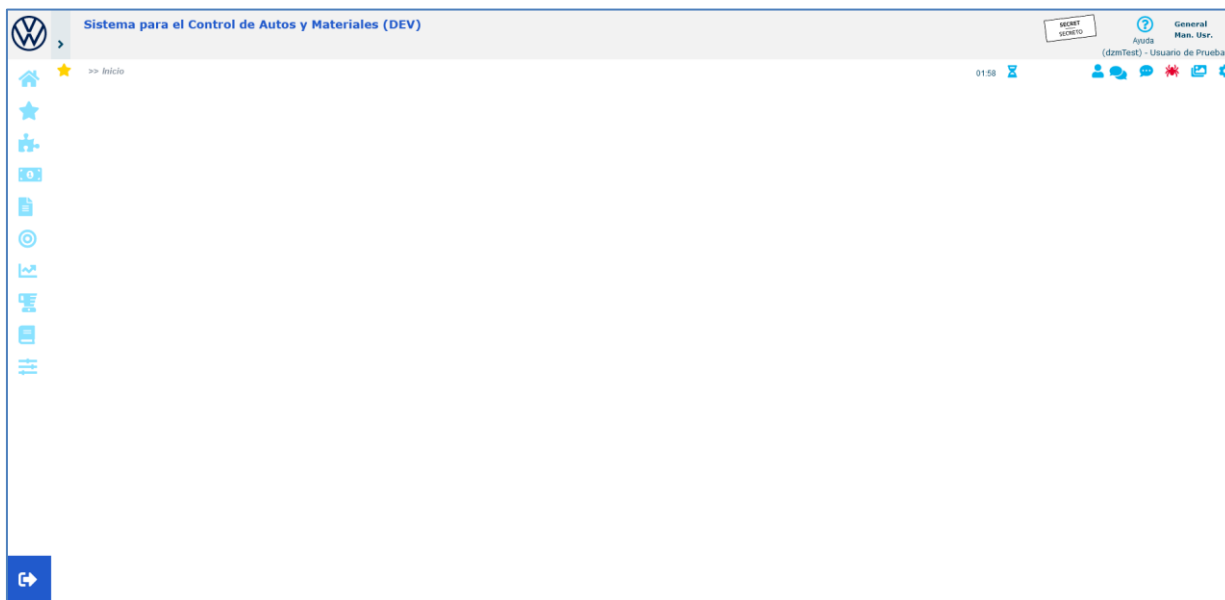 Sistema para el Control de Autos y Materiales (DEV)
SECRET
SECRETO
Ayuda
General
Man. Usr.
(dzmTest) - Usuario de Prueba
>> Inicio
01:58